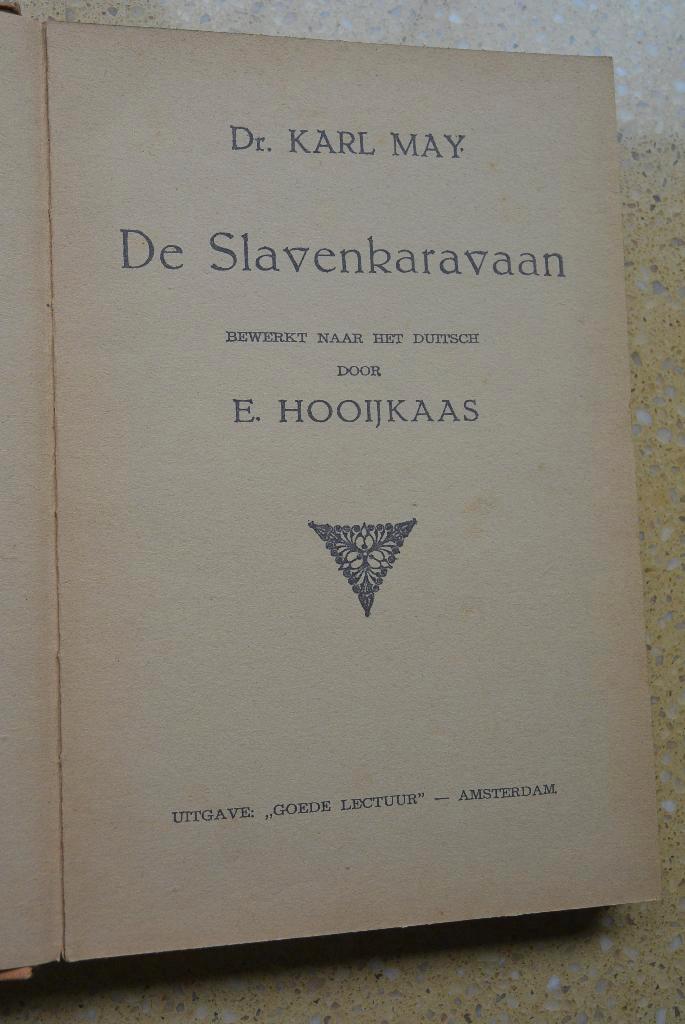 Dr. KARL MAY.
De Slavenkaravaan
BEWERKT NAAR HET DUITSCH
DOOR
E. HOOIJKAAS
UITGAVE: „GOEDE LECTUUR” — AMSTERDAM.